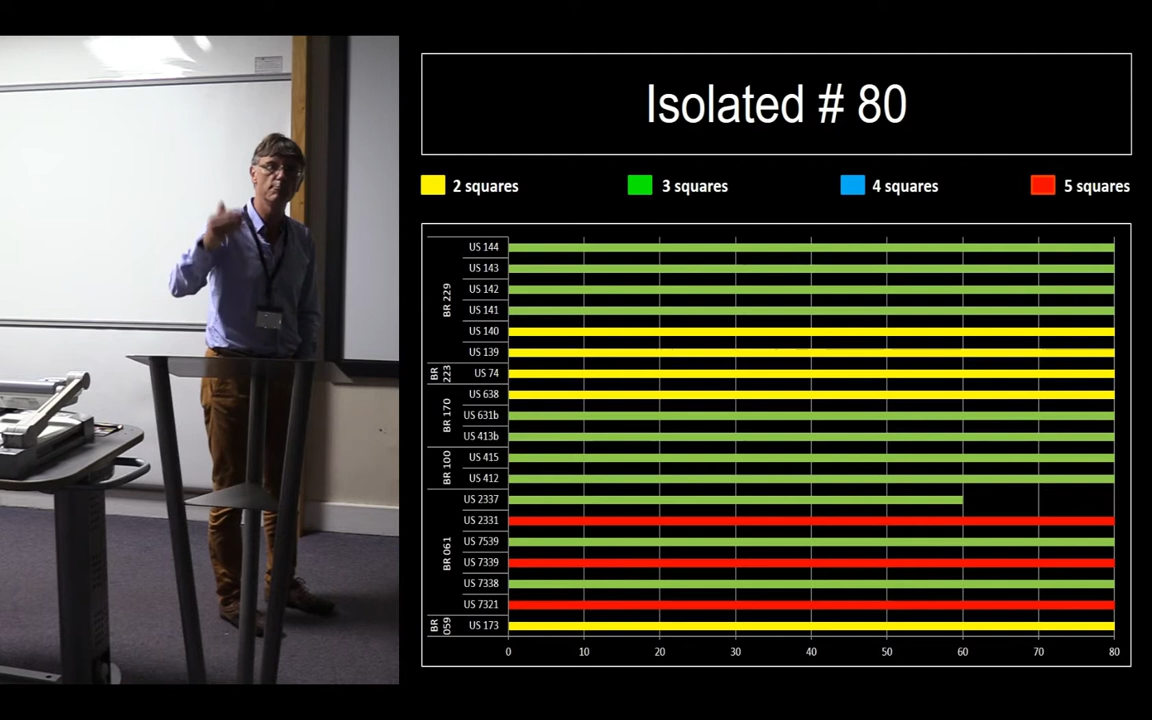 Isolated # 80
2 squares 3 squares 4 squares 5 squares
BR 229
US 144
US 143
US 142
US 141
US 140
US 139
BR 223
US 74
BR 170
US 638
US 631b
US 413b
BR 100
US 415
US 412
BR 061
US 2337
US 2331
US 7539
US 7339
US 7338
US 7321
BR 059
US 173
0 10 20 30 40 50 60 70 80